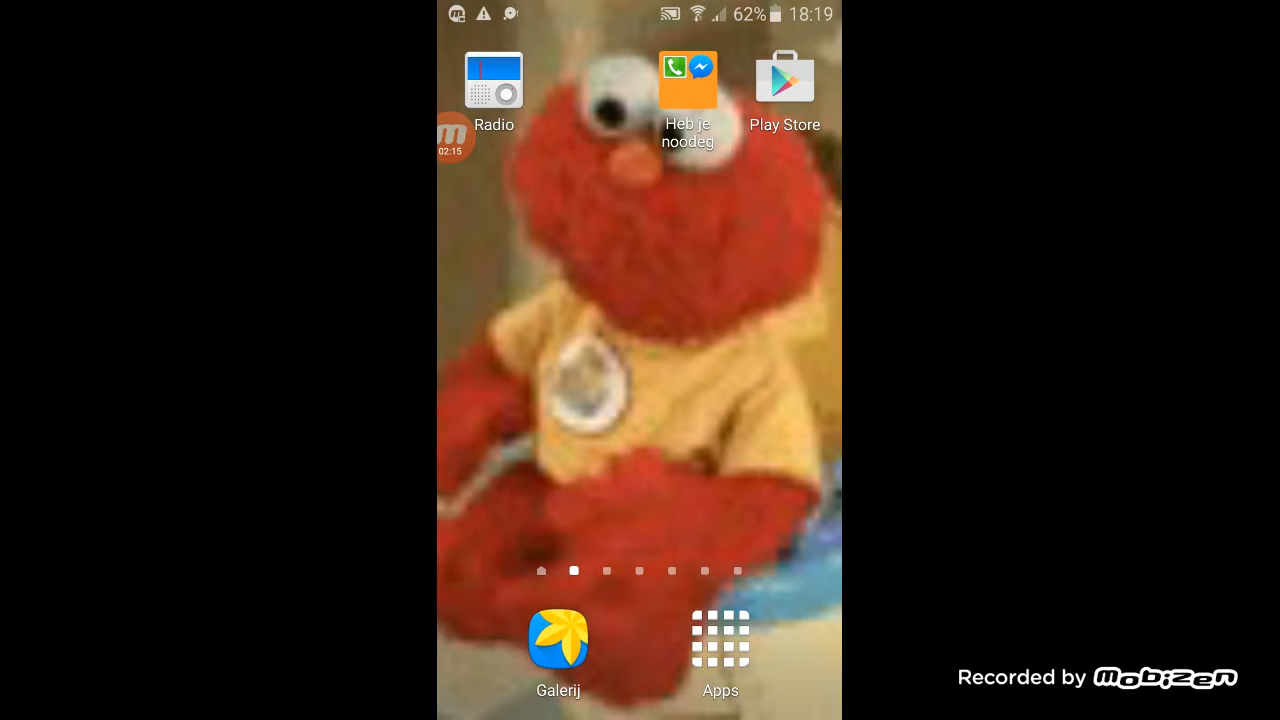 62% 18:19
Radio
Heb je
noodeg
Play Store
m
02:15
Galerij
Apps
Recorded by mobizen